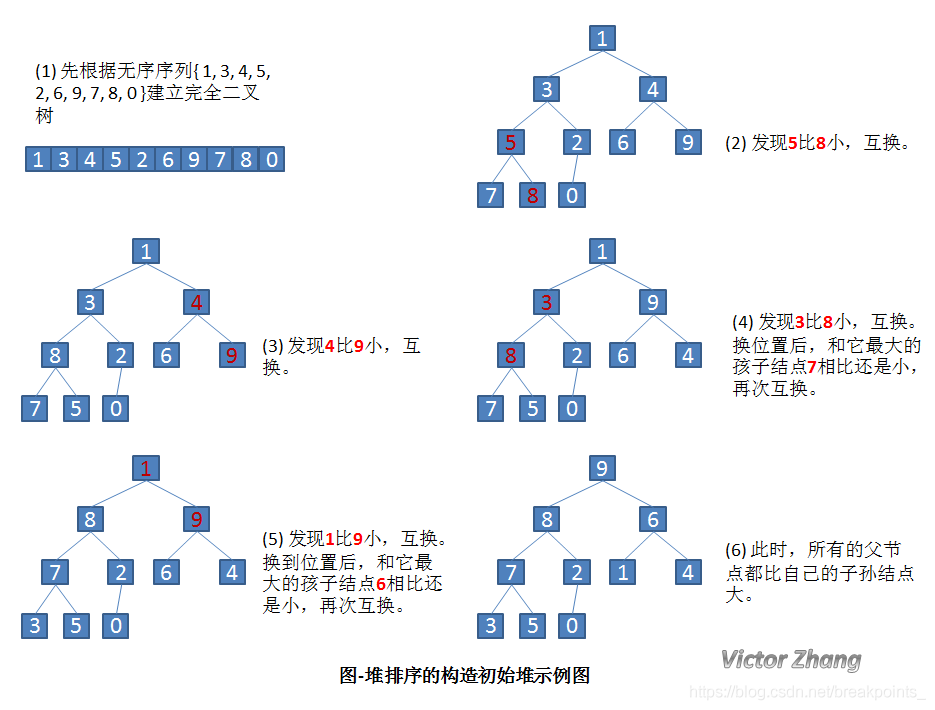 (1) 先根据无序序列{ 1, 3, 4, 5,
2, 6, 9, 7, 8, 0 }建立完全二叉
树
1 3 4 5 2 6 9 7 8 0
1
3 4
5 2 6 9
7 8 0
(2) 发现5比8小，互换。
1
3 4
8 2 6 9
7 5 0
(3) 发现4比9小，互
换。
1
3 9
8 2 6 4
7 5 0
(4) 发现3比8小，互换。
换位置后，和它最大的
孩子结点7相比还是小，
再次互换。
1
8 9
7 2 6 4
3 5 0
(5) 发现1比9小，互换。
换到位置后，和它最
大的孩子结点6相比还
是小，再次互换。
9
8 6
7 2 1 4
3 5 0
(6) 此时，所有的父节
点都比自己的子孙结点
大。
Victor Zhang
图-堆排序的构造初始堆示例图
https://blog.csdn.net/breakpoints_